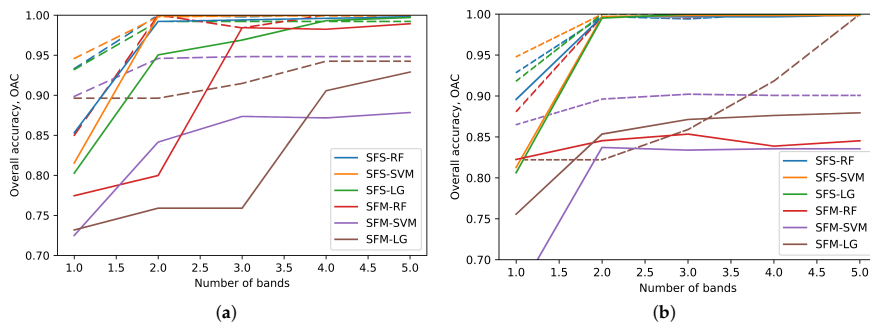 1.00
0.95
0.90
0.85
0.80
0.75
0.70
Overall accuracy, OAC
1.0 1.5 2.0 2.5 3.0 3.5 4.0 4.5 5.0
Number of bands
SFS-RF
SFS-SVM
SFS-LG
SFM-RF
SFM-SVM
SFM-LG
(a)
1.00
0.95
0.90
0.85
0.80
0.75
0.70
Overall accuracy, OAC
1.0 1.5 2.0 2.5 3.0 3.5 4.0 4.5 5.0
Number of bands
SFS-RF
SFS-SVM
SFS-LG
SFM-RF
SFM-SVM
SFM-LG
(b)